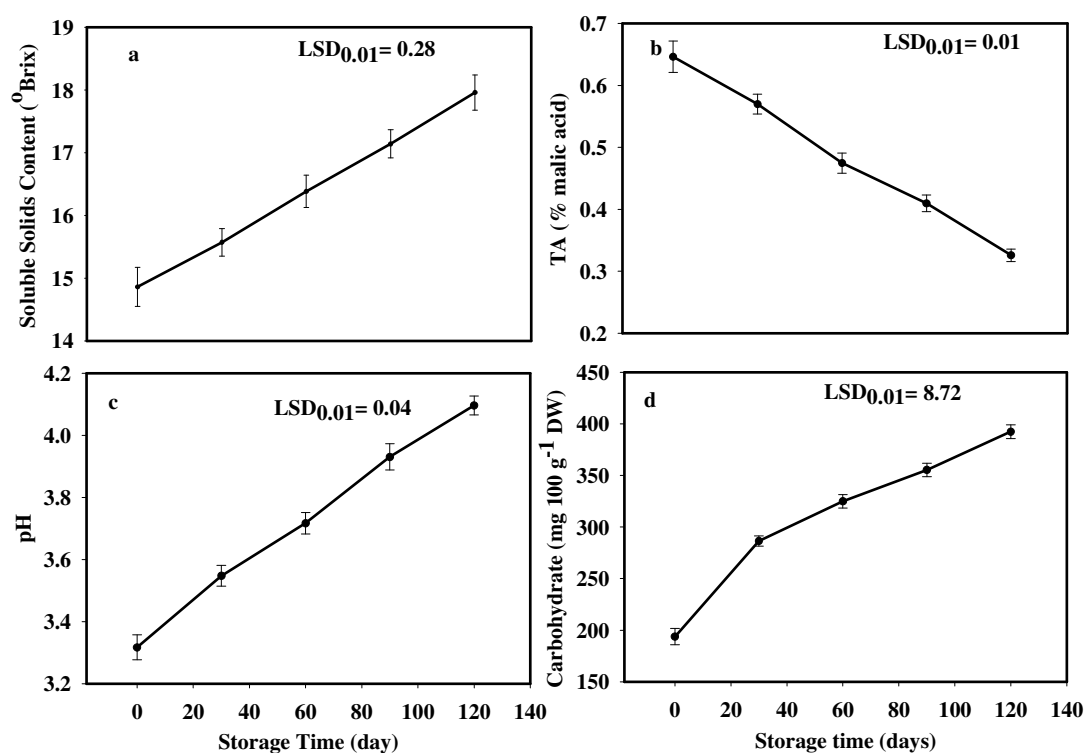 Soluble Solids Content (°Brix)
19
18
17
16
15
14
a
LSD0.01= 0.28
TA (% malic acid)
0.7
0.6
0.5
0.4
0.3
0.2
b
LSD0.01= 0.01
pH
4.2
4.0
3.8
3.6
3.4
3.2
c
LSD0.01= 0.04
0 20 40 60 80 100 120 140
Storage Time (day)
Carbohydrate (mg 100 g-1 DW)
450
400
350
300
250
200
150
d
LSD0.01= 8.72
0 20 40 60 80 100 120 140
Storage time (days)